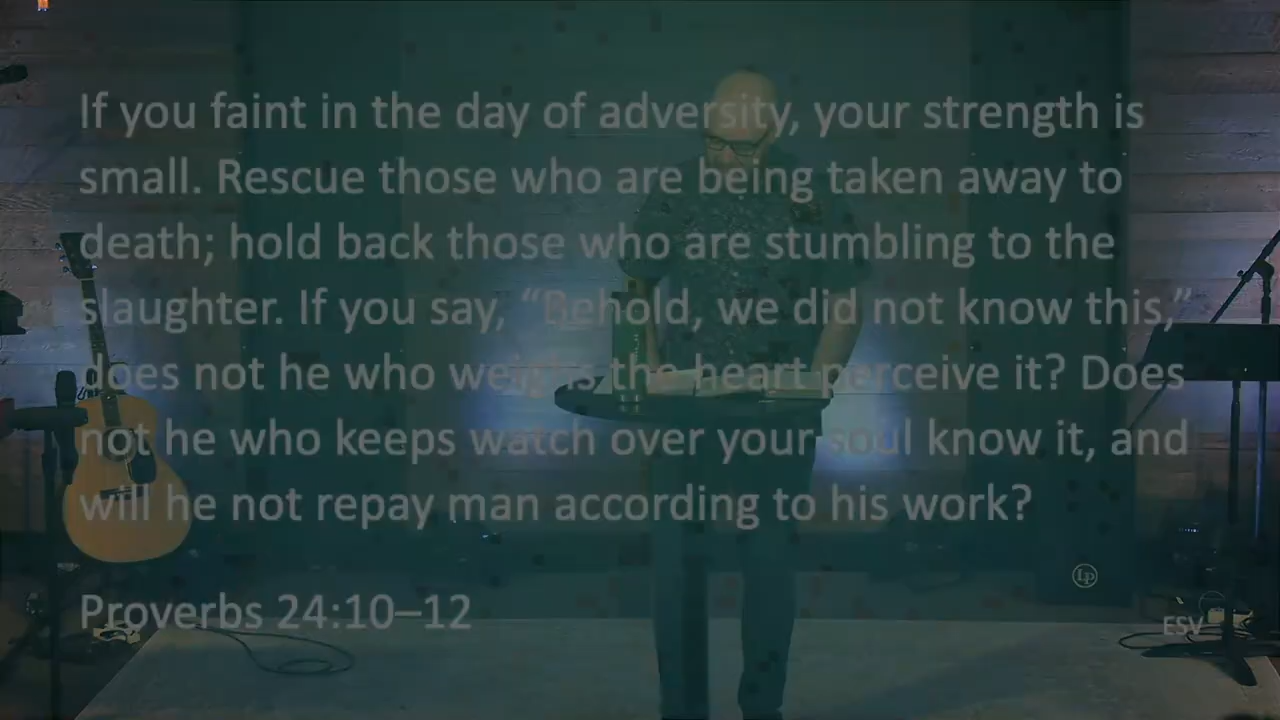 If you faint in the day of adversity, your strength is
small. Rescue those who are being taken away to
death; hold back those who are stumbling to the
slaughter. If you say, “Behold, we did not know this,”
does not he who weighs the heart perceive it? Does
not he who keeps watch over your soul know it, and
will he not repay man according to his work?
LP
Proverbs 24:10–12
ESV